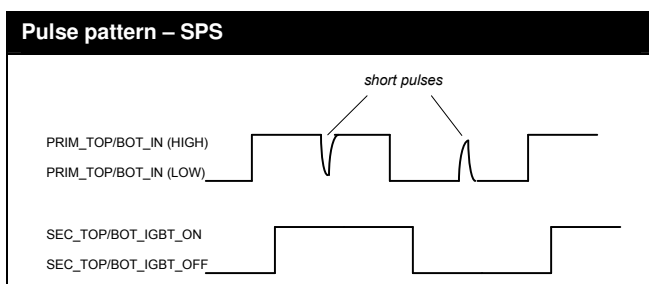 Pulse pattern – SPS
short pulses
PRIM_TOP/BOT_IN (HIGH)
PRIM_TOP/BOT_IN (LOW)
SEC_TOP/BOT_IGBT_ON
SEC_TOP/BOT_IGBT_OFF